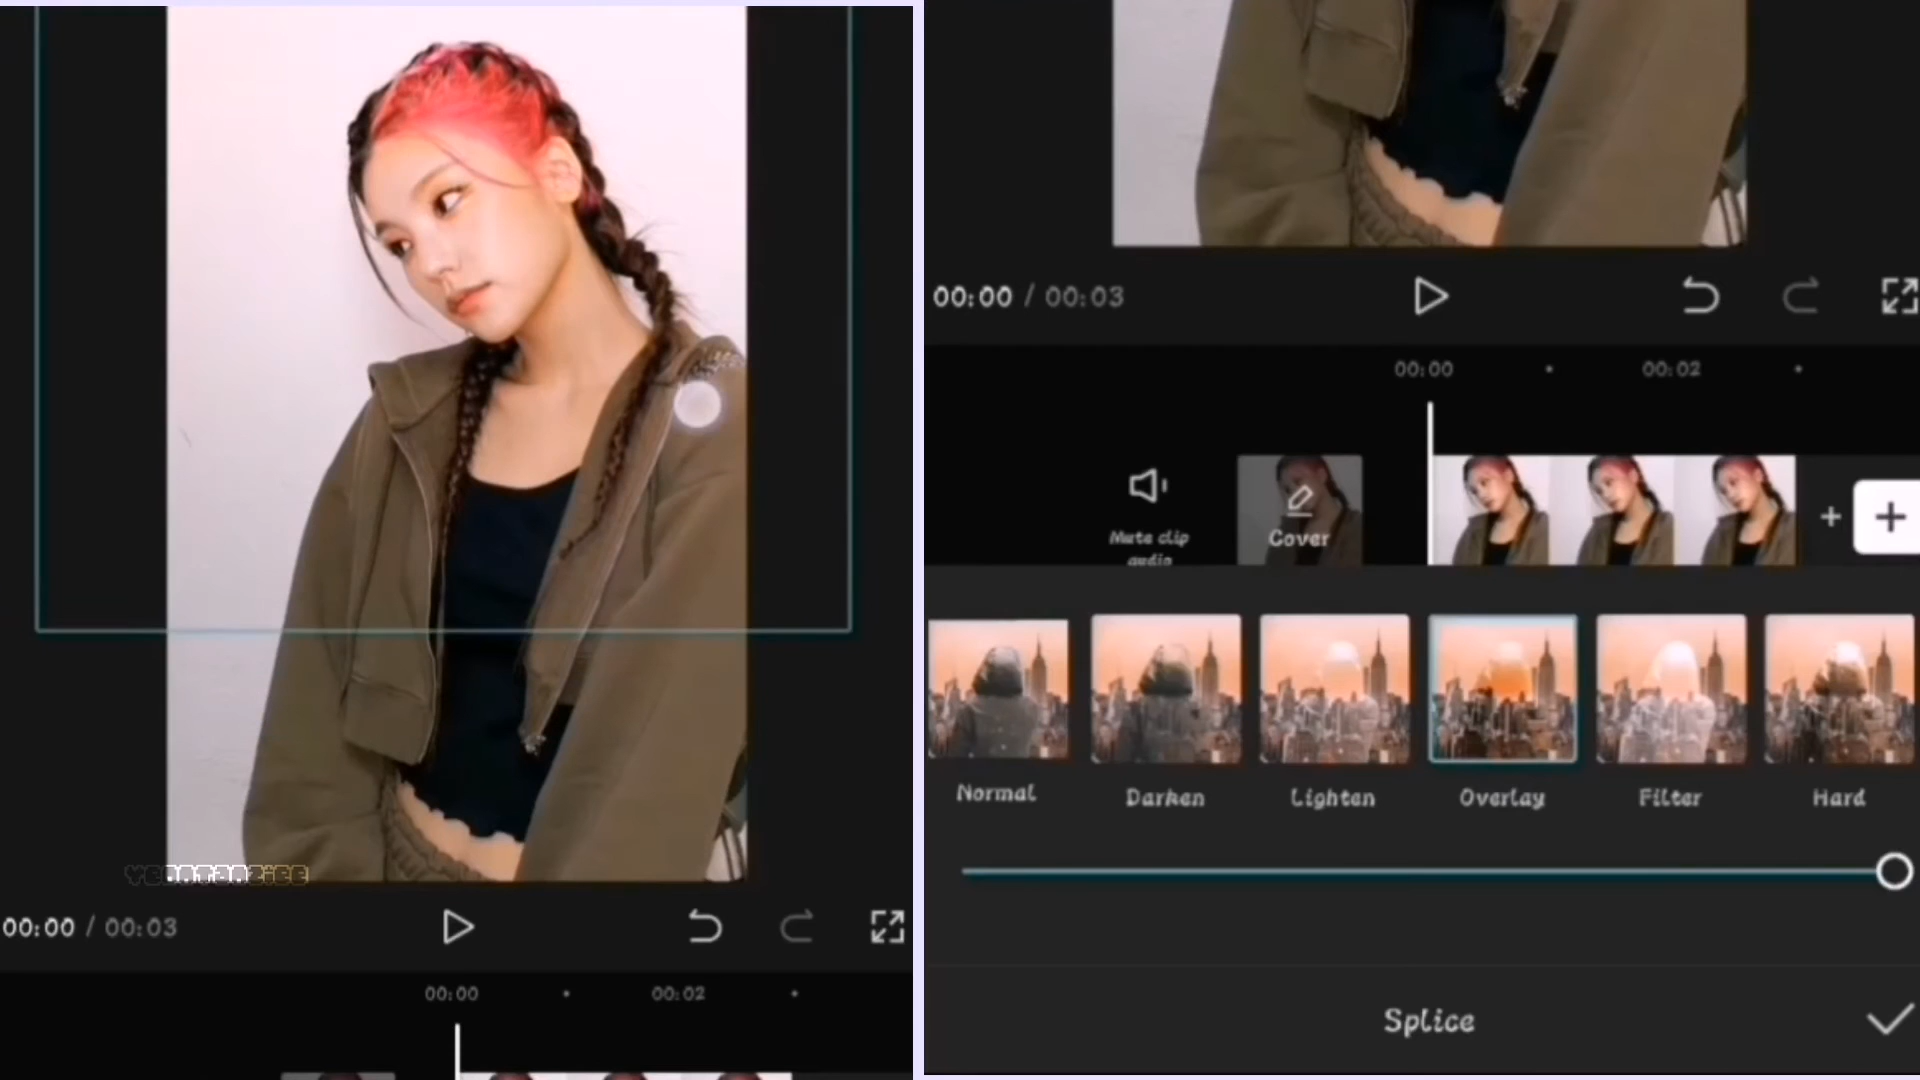 yenntanziee
00:00 / 00:03
00:00
00:02
00:00 / 00:03
00:00
00:02
Mute clip
audio
Cover
Normal
Darken
Lighten
Overlay
Filter
Hard
Splice